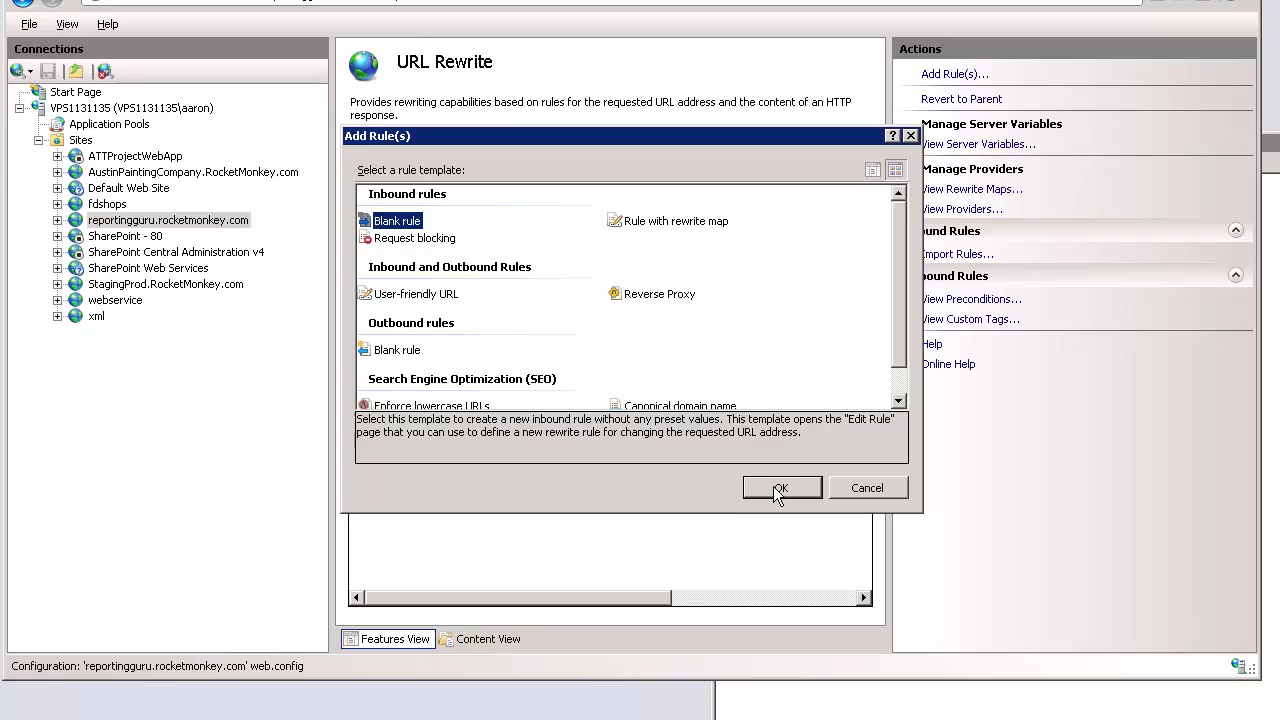 File View Help
Connections
Start Page
VPS1131135 (VPS1131135\aaron)
Application Pools
Sites
ATTProjectWebApp
AustinPaintingCompany.RocketMonkey.com
Default Web Site
fdshops
reportingguru.rocketmonkey.com
SharePoint - 80
SharePoint Central Administration v4
SharePoint Web Services
StagingProd.RocketMonkey.com
webservice
xml
URL Rewrite
Provides rewriting capabilities based on rules for the requested URL address and the content of an HTTP
response.
Add Rule(s)
Select a rule template:
Inbound rules
Blank rule Rule with rewrite map
Request blocking
Inbound and Outbound Rules
User-friendly URL Reverse Proxy
Outbound rules
Blank rule
Search Engine Optimization (SEO)
Enforce lowercase URLs Canonical domain name
Select this template to create a new inbound rule without any preset values. This template opens the "Edit Rule"
page that you can use to define a new rewrite rule for changing the requested URL address.
OK Cancel
Features View Content View
Actions
Add Rule(s)...
Revert to Parent
Manage Server Variables
View Server Variables...
Manage Providers
View Rewrite Maps...
View Providers...
ound Rules
Import Rules...
bound Rules
View Preconditions...
View Custom Tags...
Help
Online Help
Configuration: 'reportingguru.rocketmonkey.com' web.config